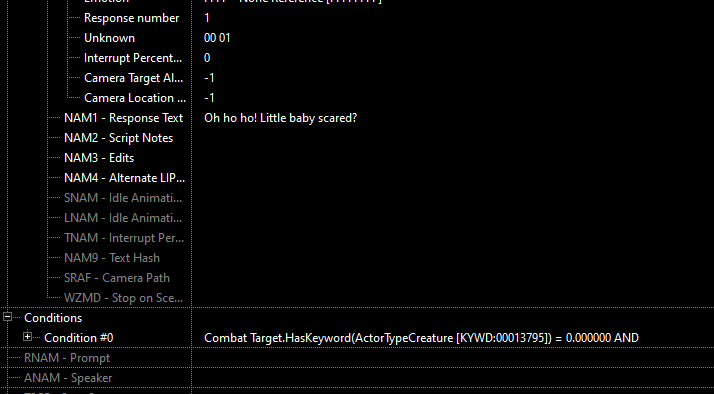 Response number 1
Unknown 00 01
Interrupt Percent... 0
Camera Target Al... -1
Camera Location ... -1
NAM1 - Response Text Oh ho ho! Little baby scared?
NAM2 - Script Notes
NAM3 - Edits
NAM4 - Alternate LIP...
SNAM - Idle Animati...
LNAM - Idle Animati...
TNAM - Interrupt Per...
NAM9 - Text Hash
SRAF - Camera Path
WZMD - Stop on Sce...
Conditions
Condition #0 Combat Target.HasKeyword(ActorTypeCreature [KYWD:00013795]) = 0.000000 AND
RNAM - Prompt
ANAM - Speaker